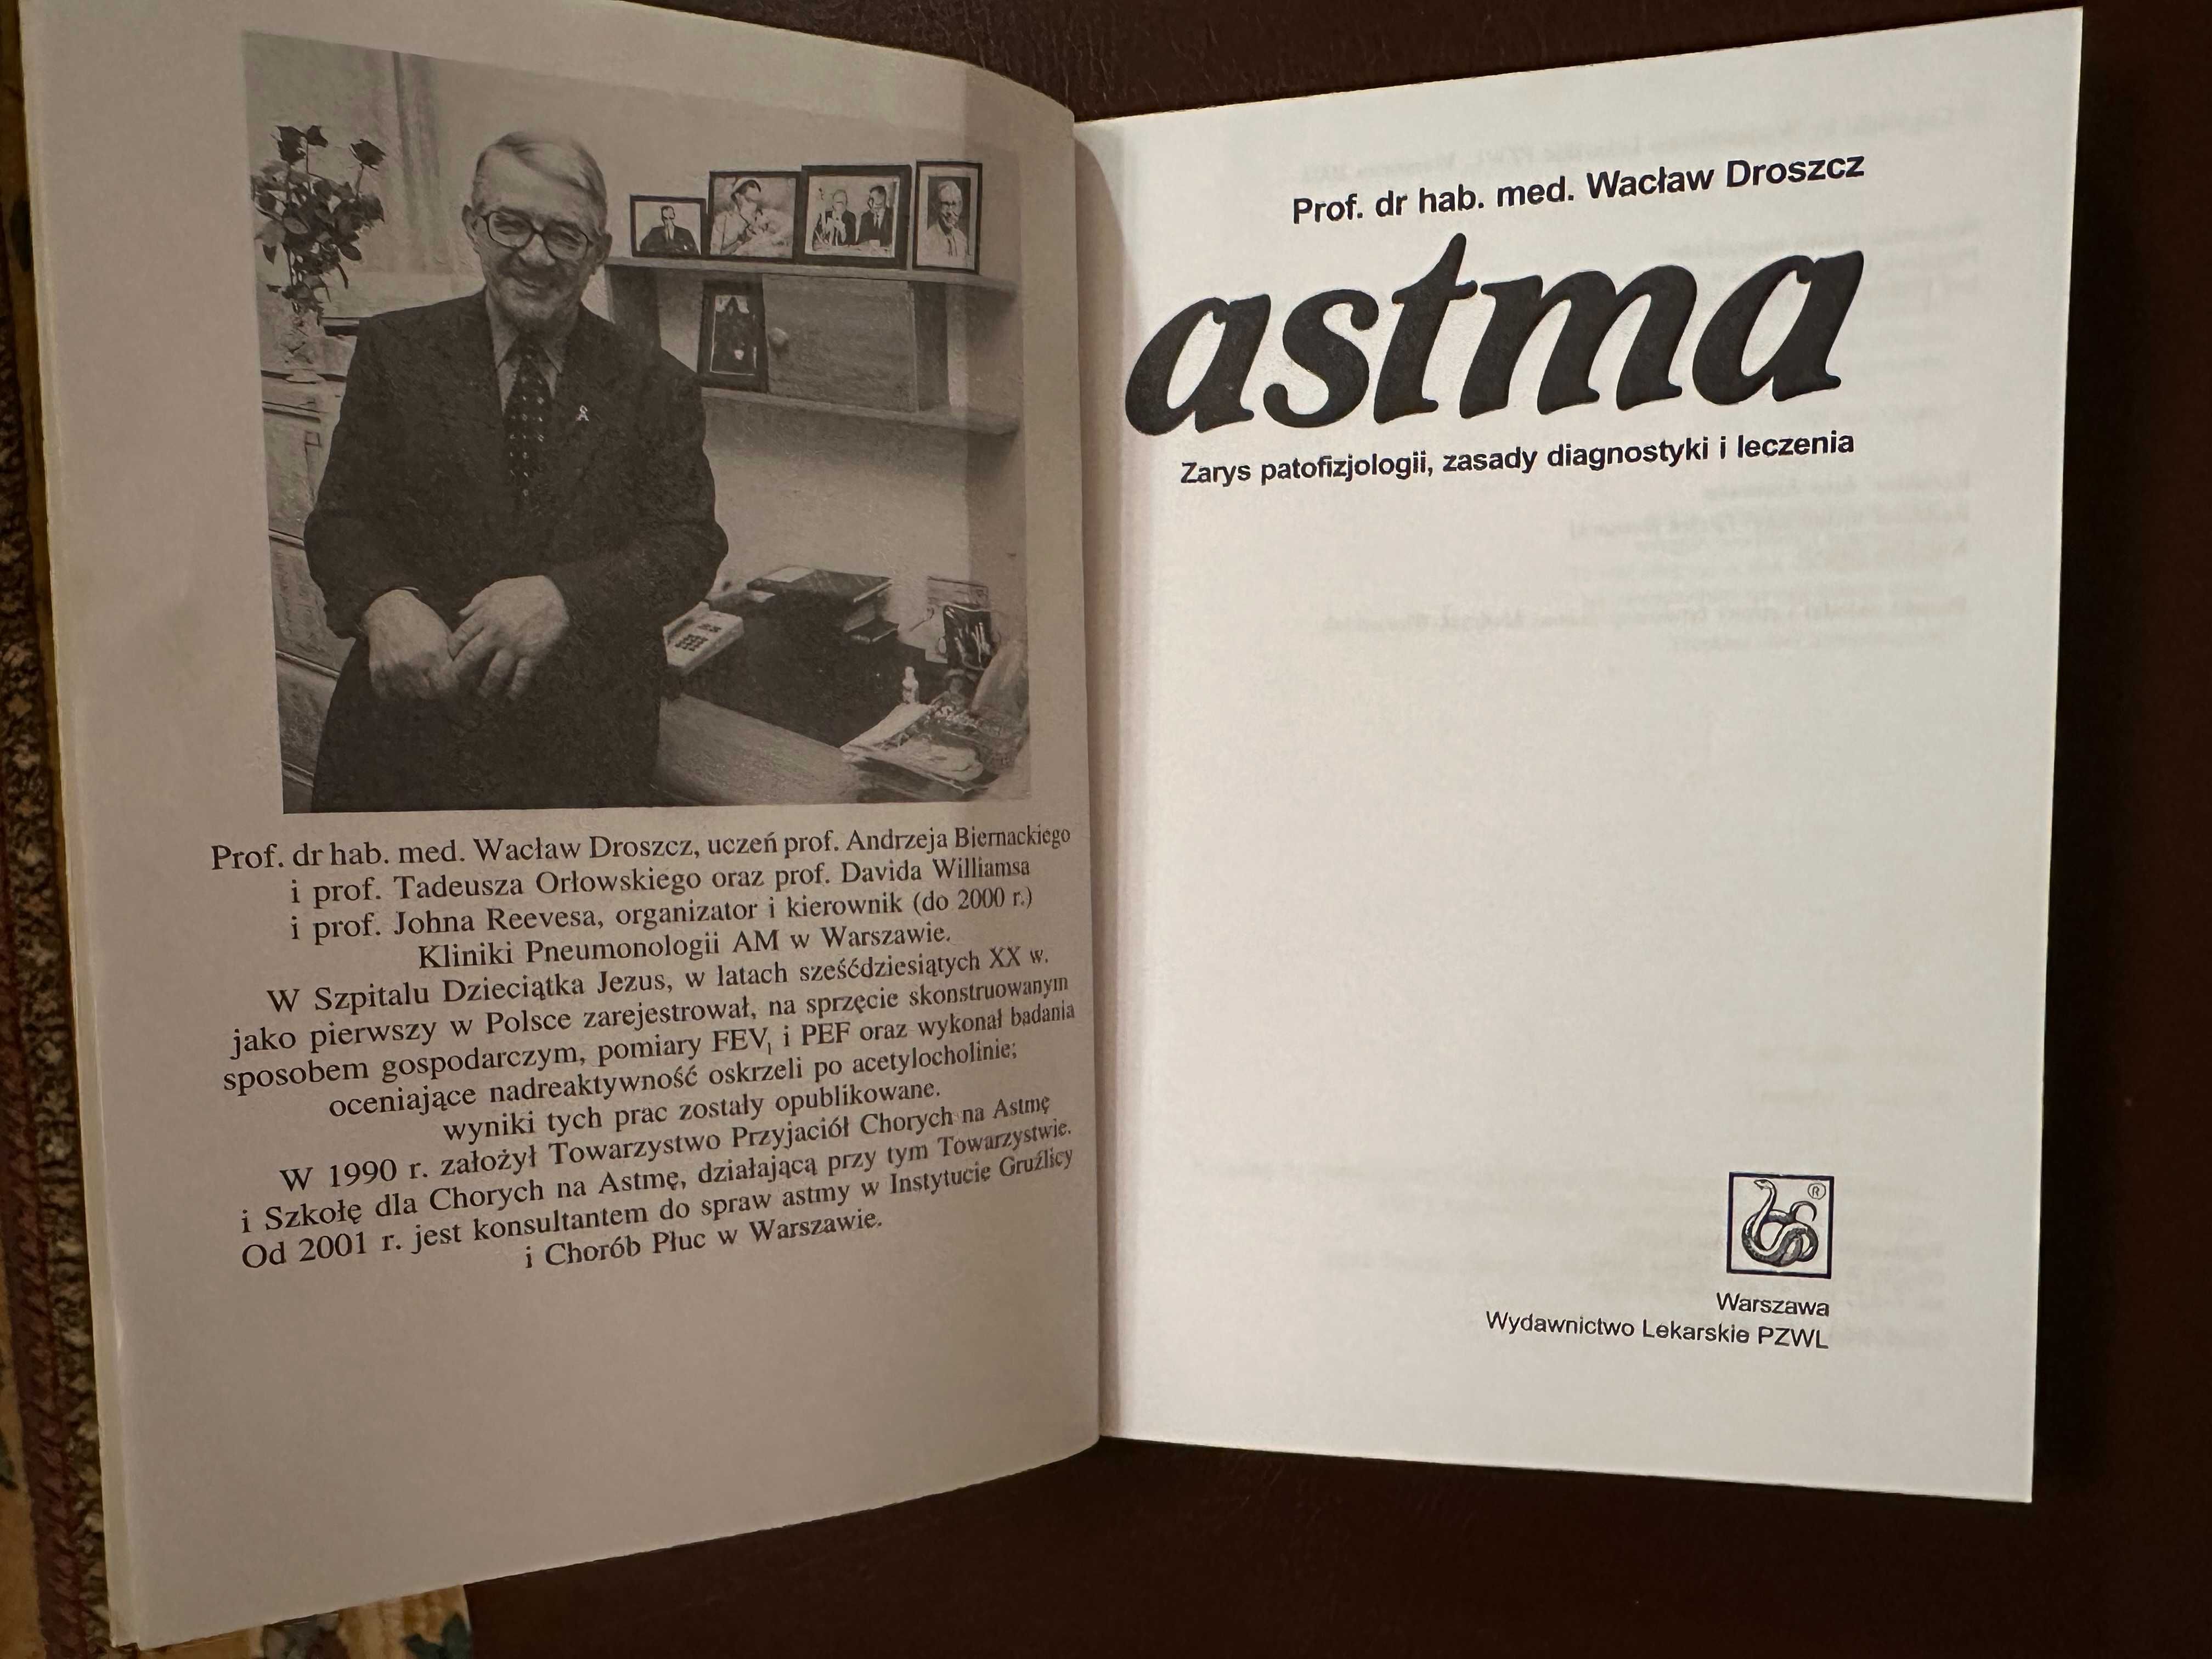 Prof. dr hab. med. Wacław Droszcz, uczeń prof. Andrzeja Biernackiego
i prof. Tadeusza Orłowskiego oraz prof. Davida Williamsa
i prof. Johna Reevesa, organizator i kierownik (do 2000 r.)
Kliniki Pneumonologii AM w Warszawie.
W Szpitalu Dzieciątka Jezus, w latach sześćdziesiątych XX w.
jako pierwszy w Polsce zarejestrował, na sprzęcie skonstruowanym
sposobem gospodarczym, pomiary FEV₁ i PEF oraz wykonał badania
oceniające nadreaktywność oskrzeli po acetylocholinie;
wyniki tych prac zostały opublikowane.
W 1990 r. założył Towarzystwo Przyjaciół Chorych na Astmę
i Szkołę dla Chorych na Astmę, działającą przy tym Towarzystwie.
Od 2001 r. jest konsultantem do spraw astmy w Instytucie Gruźlicy
i Chorób Płuc w Warszawie.
Prof. dr hab. med. Wacław Droszcz
astma
Zarys patofizjologii, zasady diagnostyki i leczenia
®
Warszawa
Wydawnictwo Lekarskie PZWL